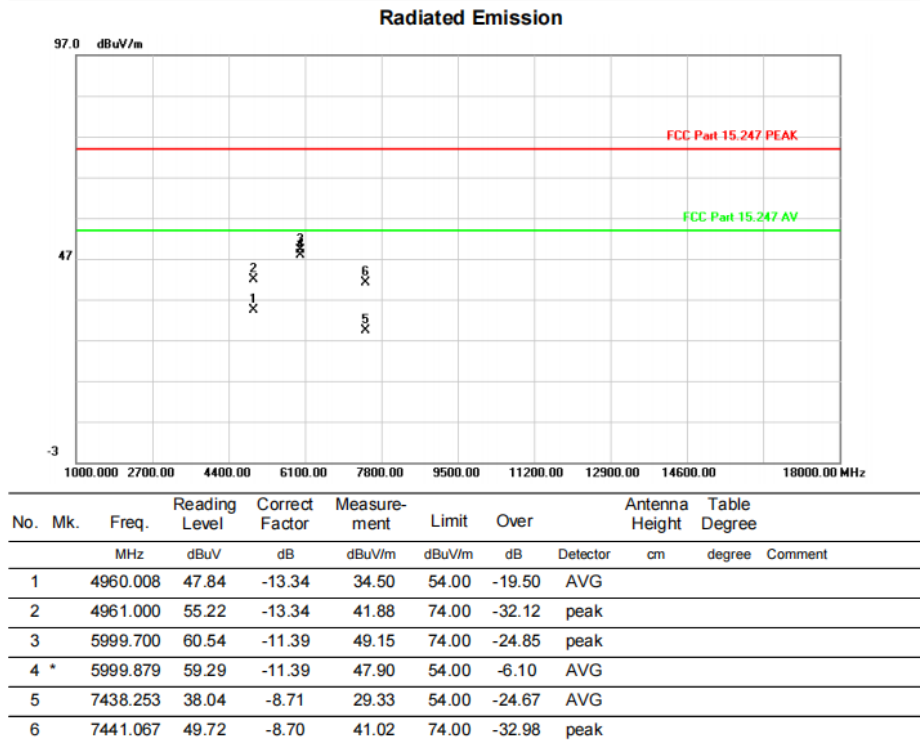 Radiated Emission
97.0 dBuV/m
FCC Part 15.247 PEAK
FCC Part 15.247 AV
3
4
47
2
6
1
5
-3
1000.000 2700.00 4400.00 6100.00 7800.00 9500.00 11200.00 12900.00 14600.00 18000.00 MHz
No. Mk. Freq. Reading Level Correct Factor Measure-ment Limit Over Antenna Height Table Degree
MHz dBuV dB dBuV/m dBuV/m dB Detector cm degree Comment
1 4960.008 47.84 -13.34 34.50 54.00 -19.50 AVG
2 4961.000 55.22 -13.34 41.88 74.00 -32.12 peak
3 5999.700 60.54 -11.39 49.15 74.00 -24.85 peak
4 * 5999.879 59.29 -11.39 47.90 54.00 -6.10 AVG
5 7438.253 38.04 -8.71 29.33 54.00 -24.67 AVG
6 7441.067 49.72 -8.70 41.02 74.00 -32.98 peak